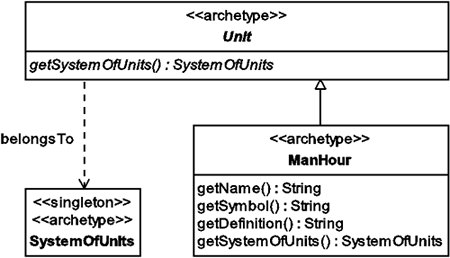 <<archetype>>
Unit
getSystemOfUnits() : SystemOfUnits
belongsTo
<<singleton>>
<<archetype>>
SystemOfUnits
<<archetype>>
ManHour
getName() : String
getSymbol() : String
getDefinition() : String
getSystemOfUnits() : SystemOfUnits